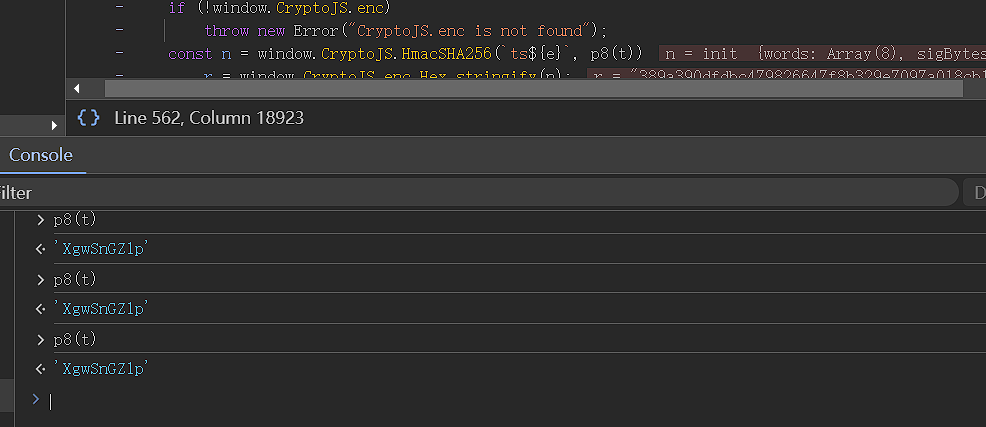 if (!window.CryptoJS.enc)
throw new Error("CryptoJS.enc is not found");
const n = window.CryptoJS.HmacSHA256(`ts${e}`, p8(t)) n = init {words: Array(8), sigBytes
r = window.CryptoJS.enc.Hex.stringify(n);
{} Line 562, Column 18923
Console
ilter
p8(t)
'XgwSnGZ1p'
p8(t)
'XgwSnGZ1p'
p8(t)
'XgwSnGZ1p'